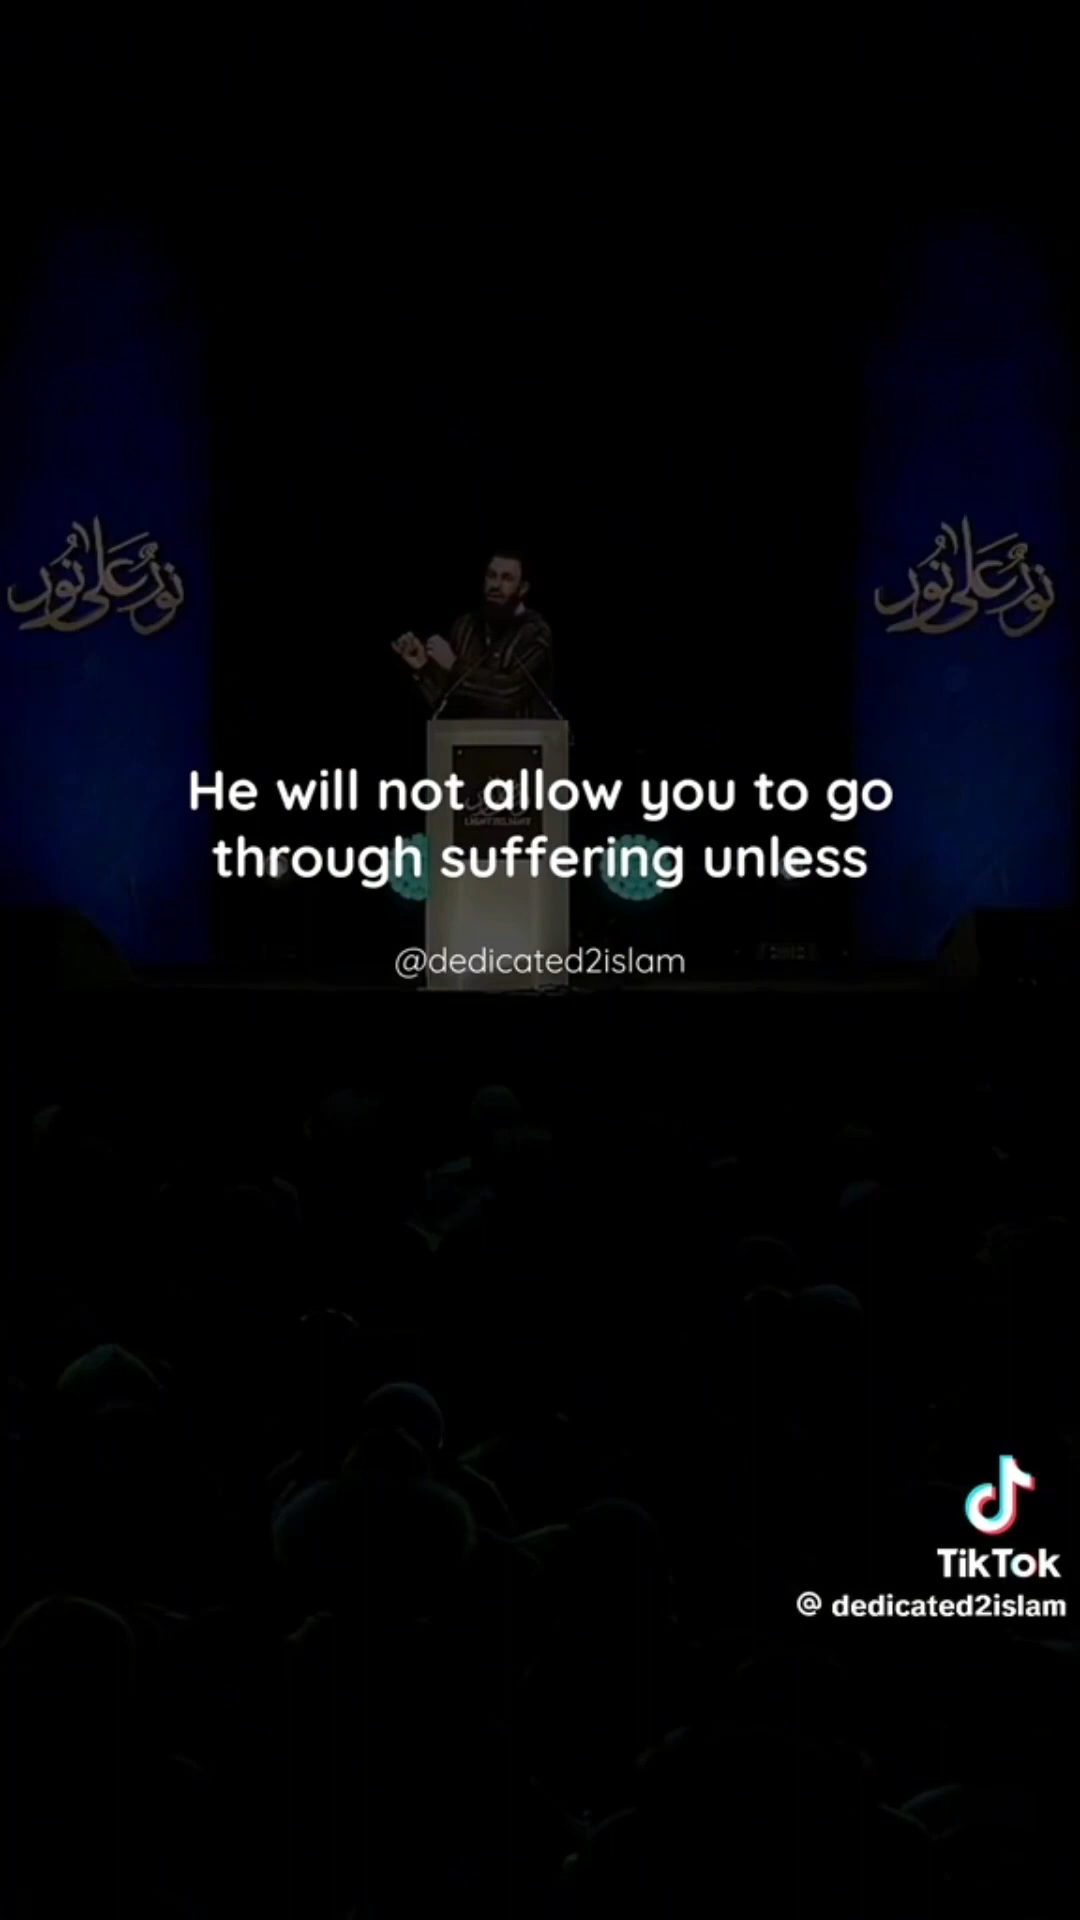 نور على نور
نور على نور
He will not allow you to go
through suffering unless
@dedicated2islam
TikTok
@ dedicated2islam